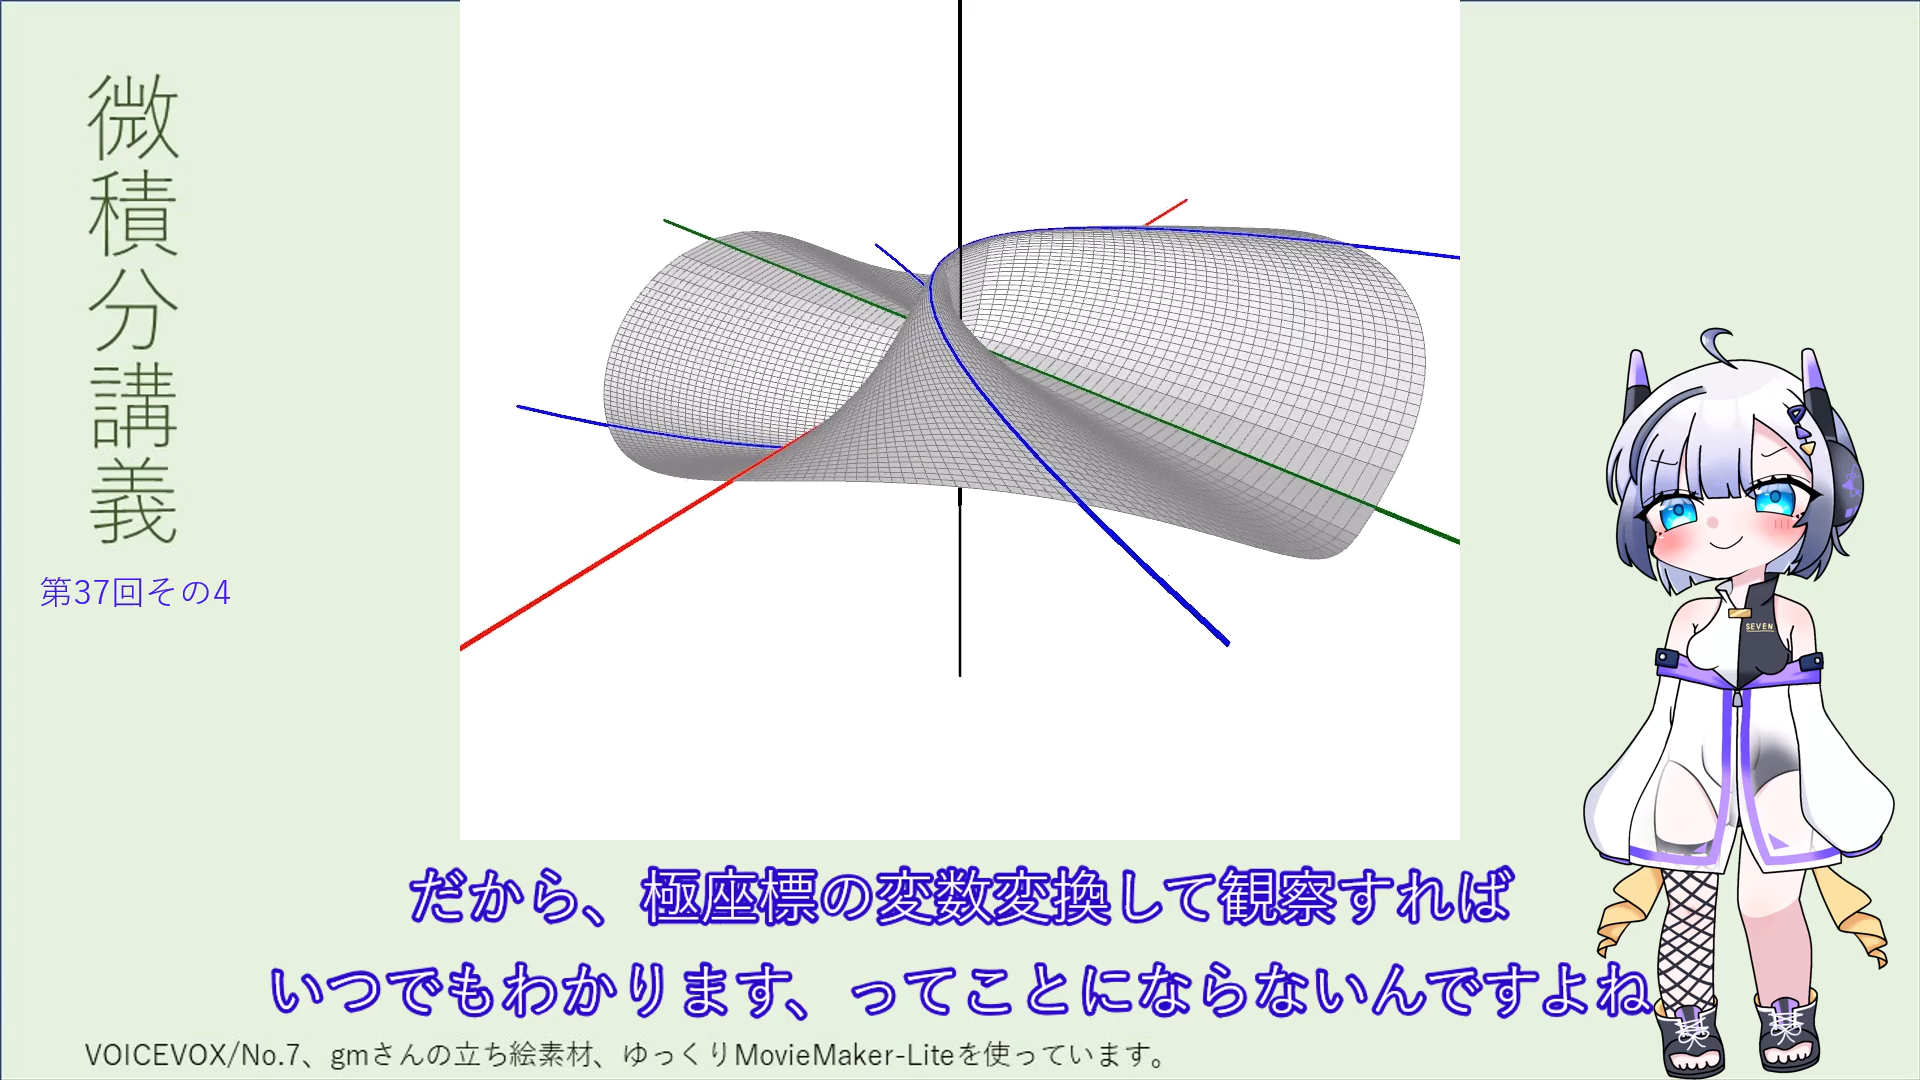 微積分講義
第37回その4
SEVEN
だから、極座標の変数変換して観察すれば
いつでもわかります、ってことにならないんですよね
VOICEVOX/No.7、gmさんの立ち絵素材、ゆっくりMovieMaker-Liteを使っています。